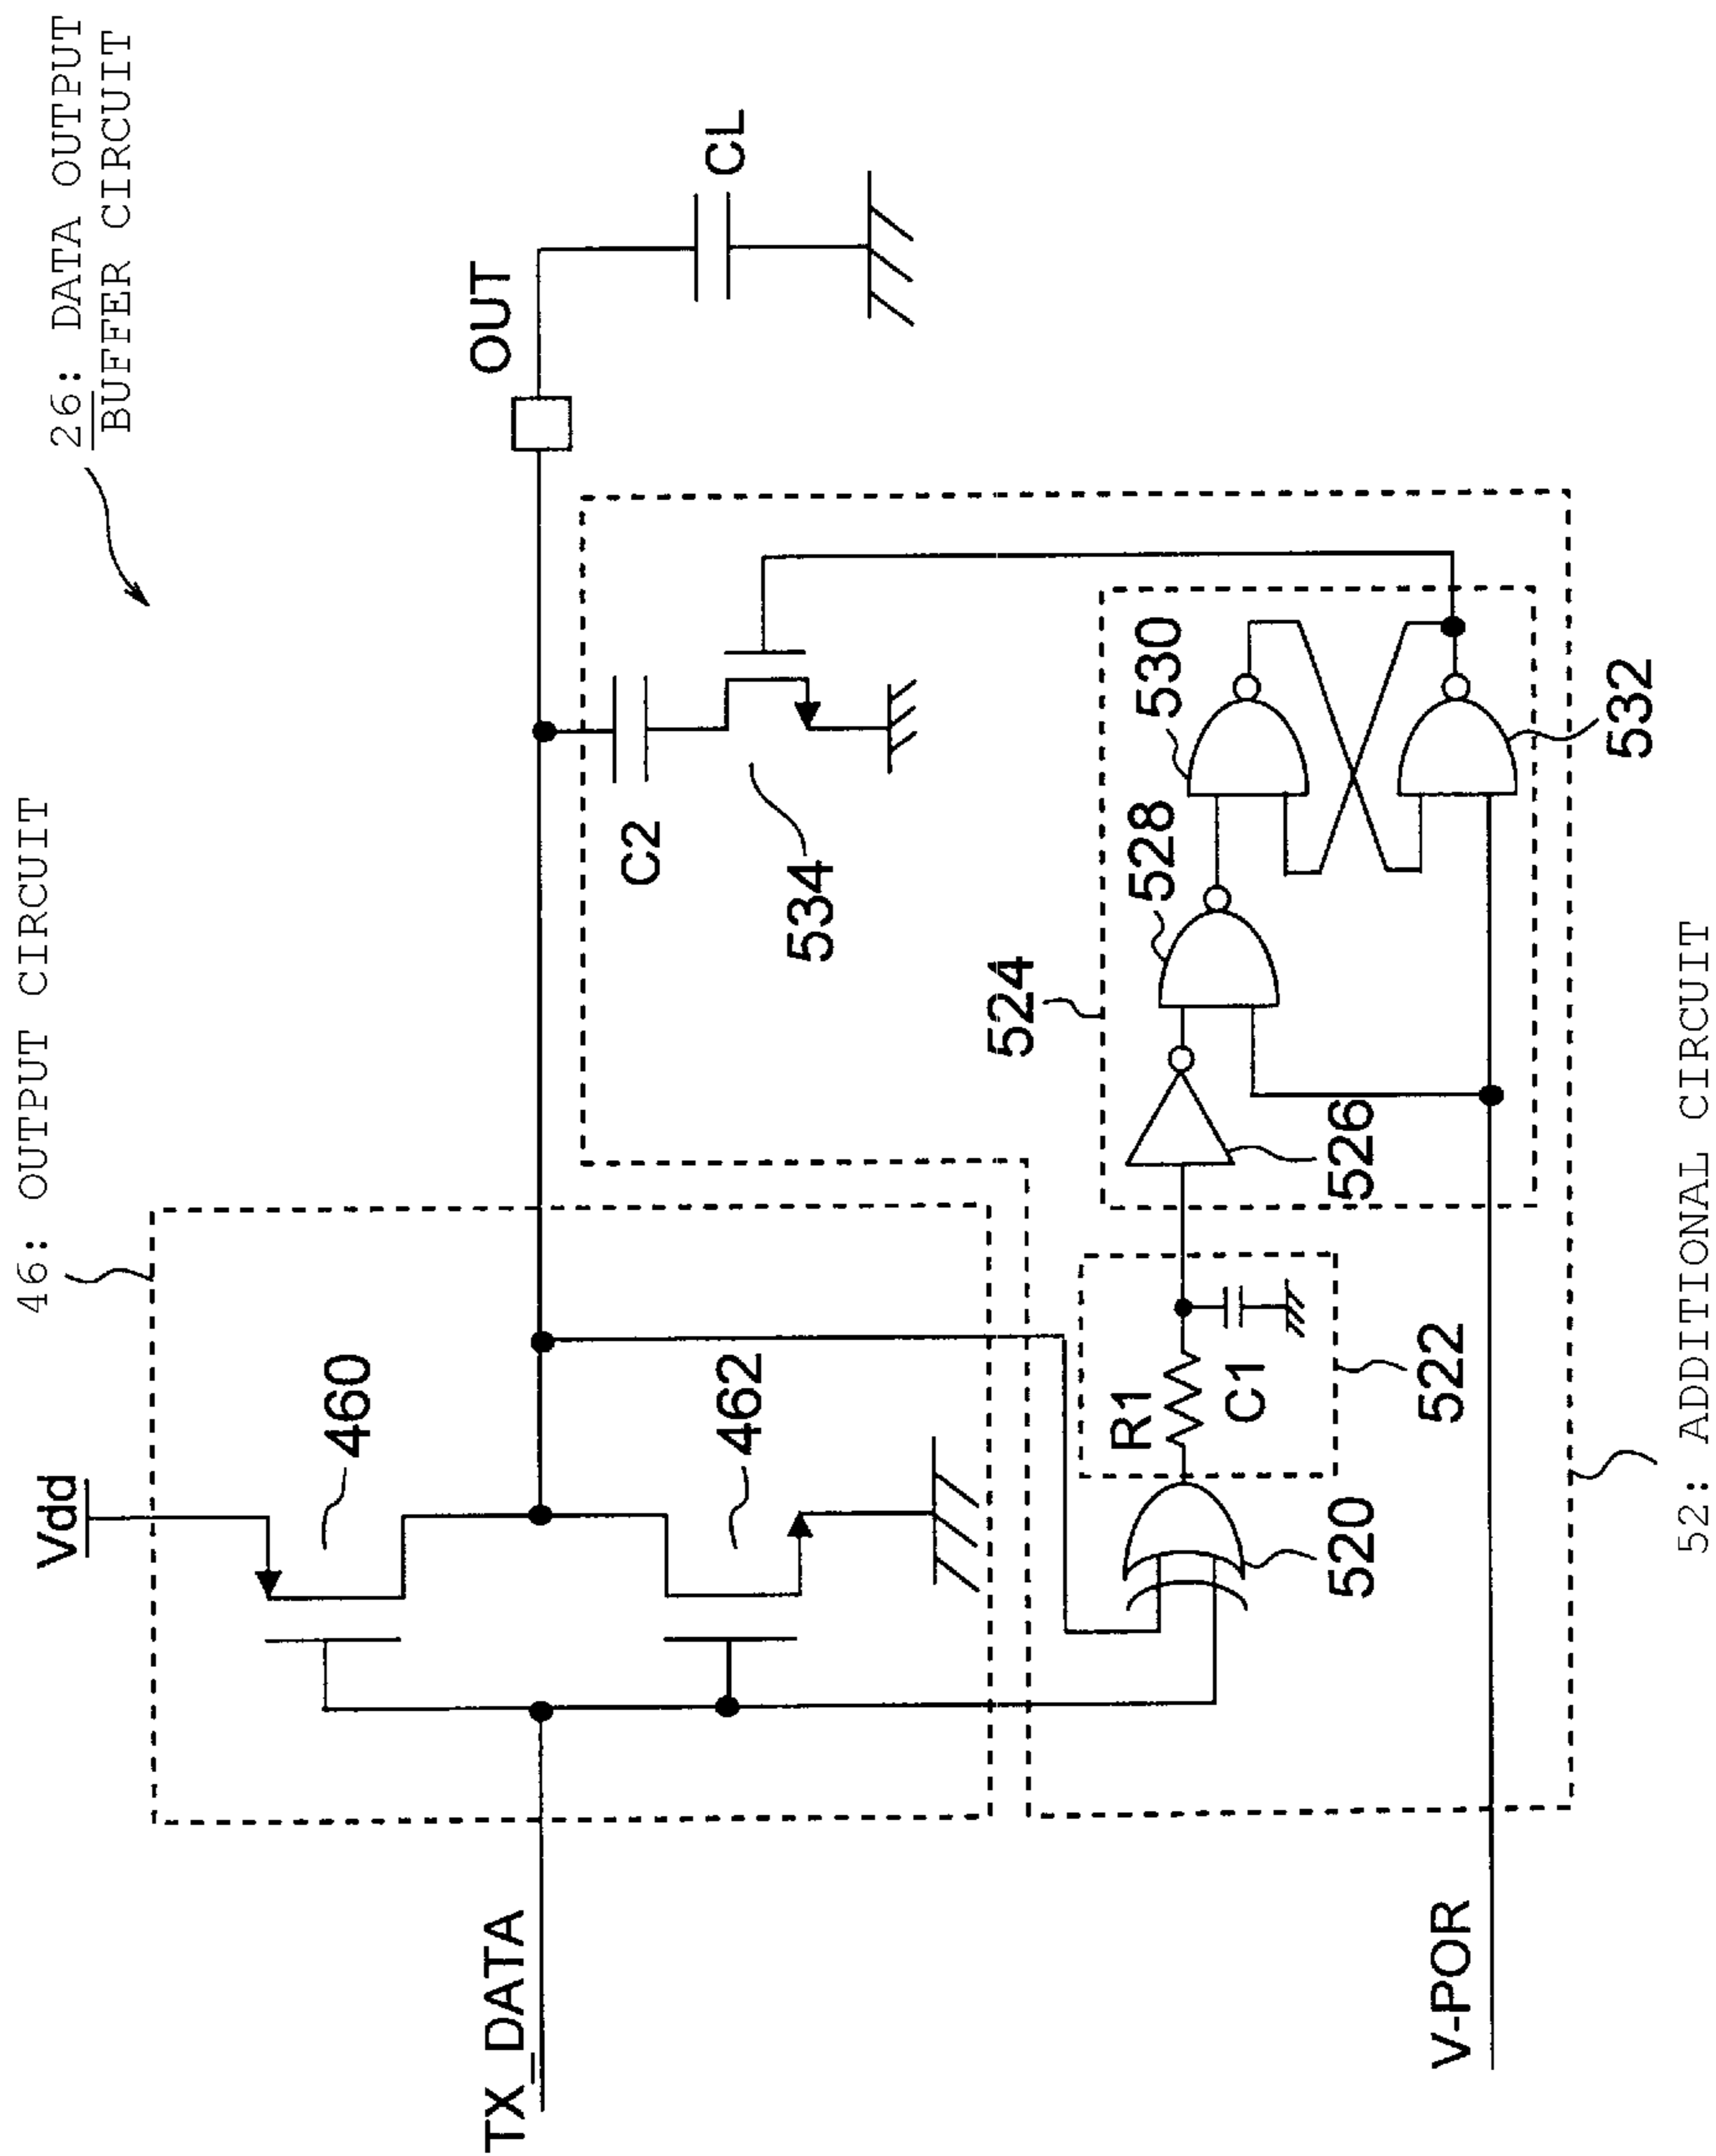 26: DATA OUTPUT
BUFFER CIRCUIT
46: OUTPUT CIRCUIT
Vdd
460
462
TX_DATA
OUT
CL
C2
534
524
528
530
532
526
R1
C1
522
520
V-POR
52: ADDITIONAL CIRCUIT